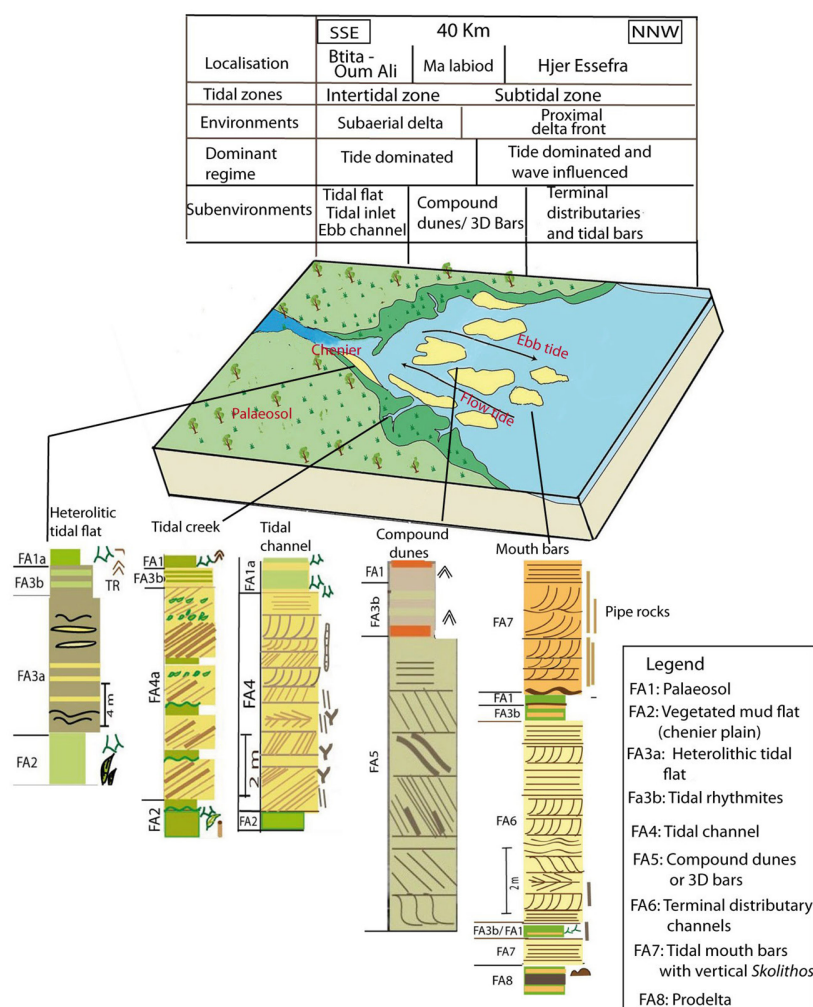 SSE 40 Km NNW
Localisation Btita - Oum Ali Ma labiod Hjer Essefra
Tidal zones Intertidal zone Subtidal zone
Environments Subaerial delta Proximal delta front
Dominant regime Tide dominated Tide dominated and wave influenced
Subenvironments Tidal flat Tidal inlet Ebb channel Compound dunes/ 3D Bars Terminal distributaries and tidal bars
Chenier
Ebb tide
Palaeosol
Flow tide
Heterolitic
tidal flat
FA1a
FA3b
TR
FA3a
4 m
FA2
Tidal creek
FA1
FA3b
FA4a
FA2
Tidal
channel
FA1a
FA4
2 m
FA2
Compound
dunes
FA1
FA3b
FA5
Mouth bars
FA7
Pipe rocks
FA1
FA3b
FA6
2m
FA3b/ FA1
FA7
FA8
Legend
FA1: Palaeosol
FA2: Vegetated mud flat
(chenier plain)
FA3a: Heterolithic tidal
flat
Fa3b: Tidal rhythmites
FA4: Tidal channel
FA5: Compound dunes
or 3D bars
FA6: Terminal distributary
channels
FA7: Tidal mouth bars
with vertical Skolithos
FA8: Prodelta